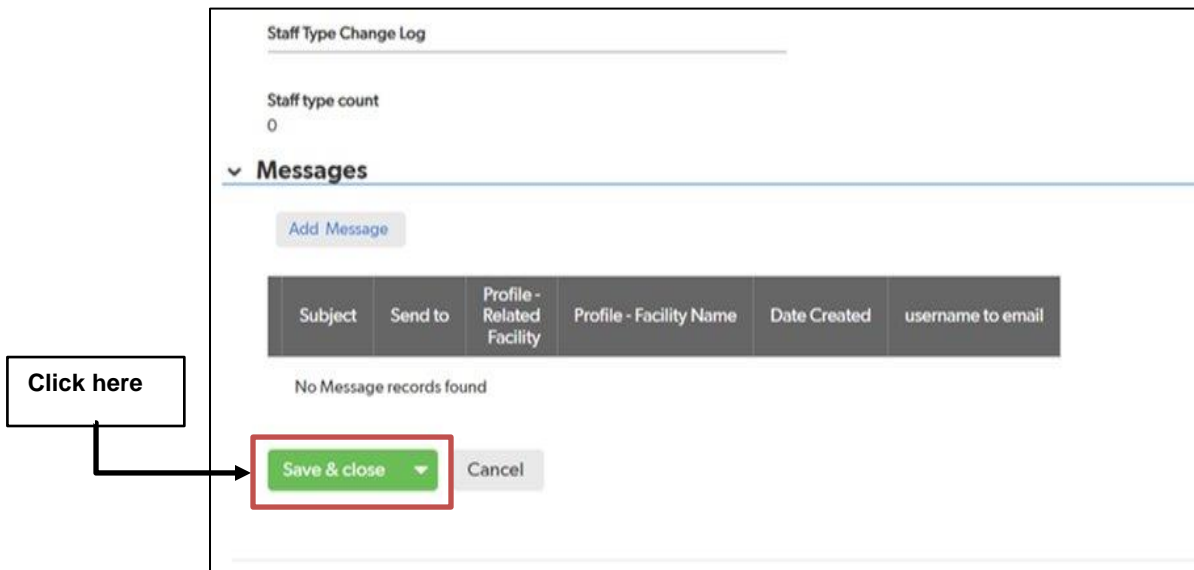 Staff Type Change Log
Staff type count
0
Messages
Add Message
Subject
Send to
Profile -
Related
Facility
Profile - Facility Name
Date Created
username to email
No Message records found
Click here
Save & close
Cancel